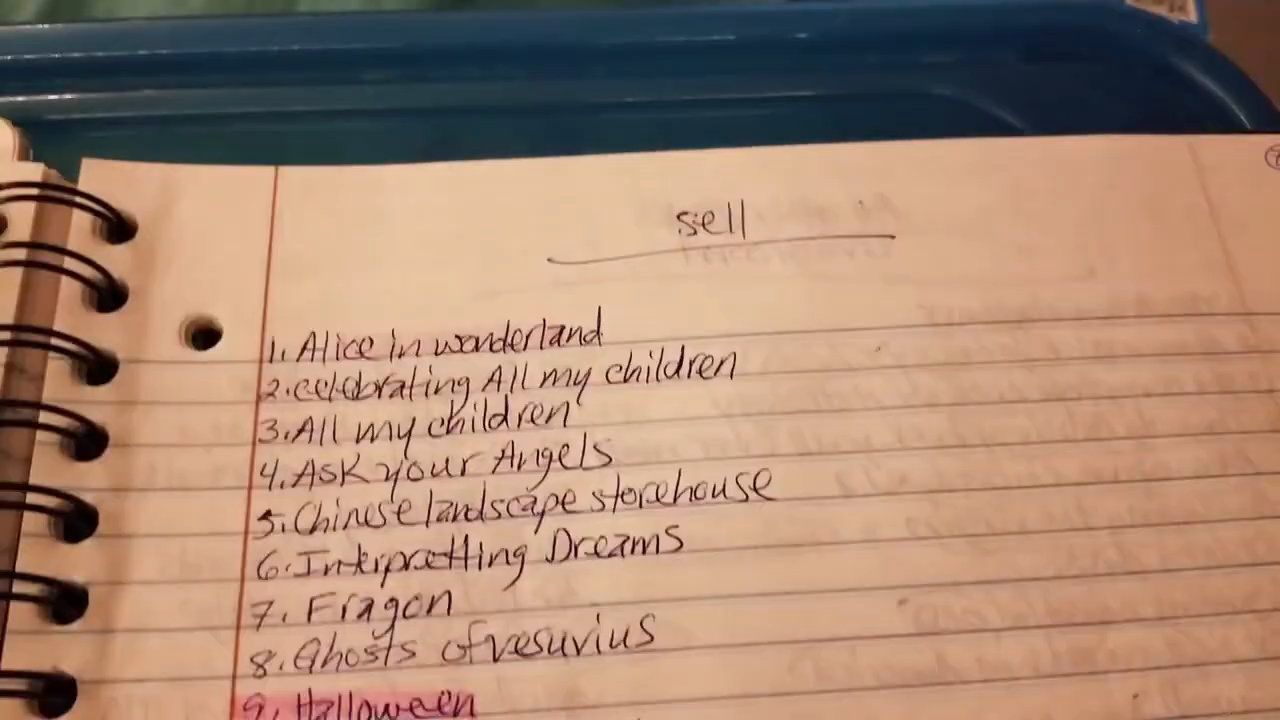 sell
1. Alice in wonderland
2. celebrating All my children
3. All my children
4. Ask your Angels
5. Chinese landscape storehouse
6. Interpretting Dreams
7. Fragon
8. Ghosts of vesuvius
9. Halloween